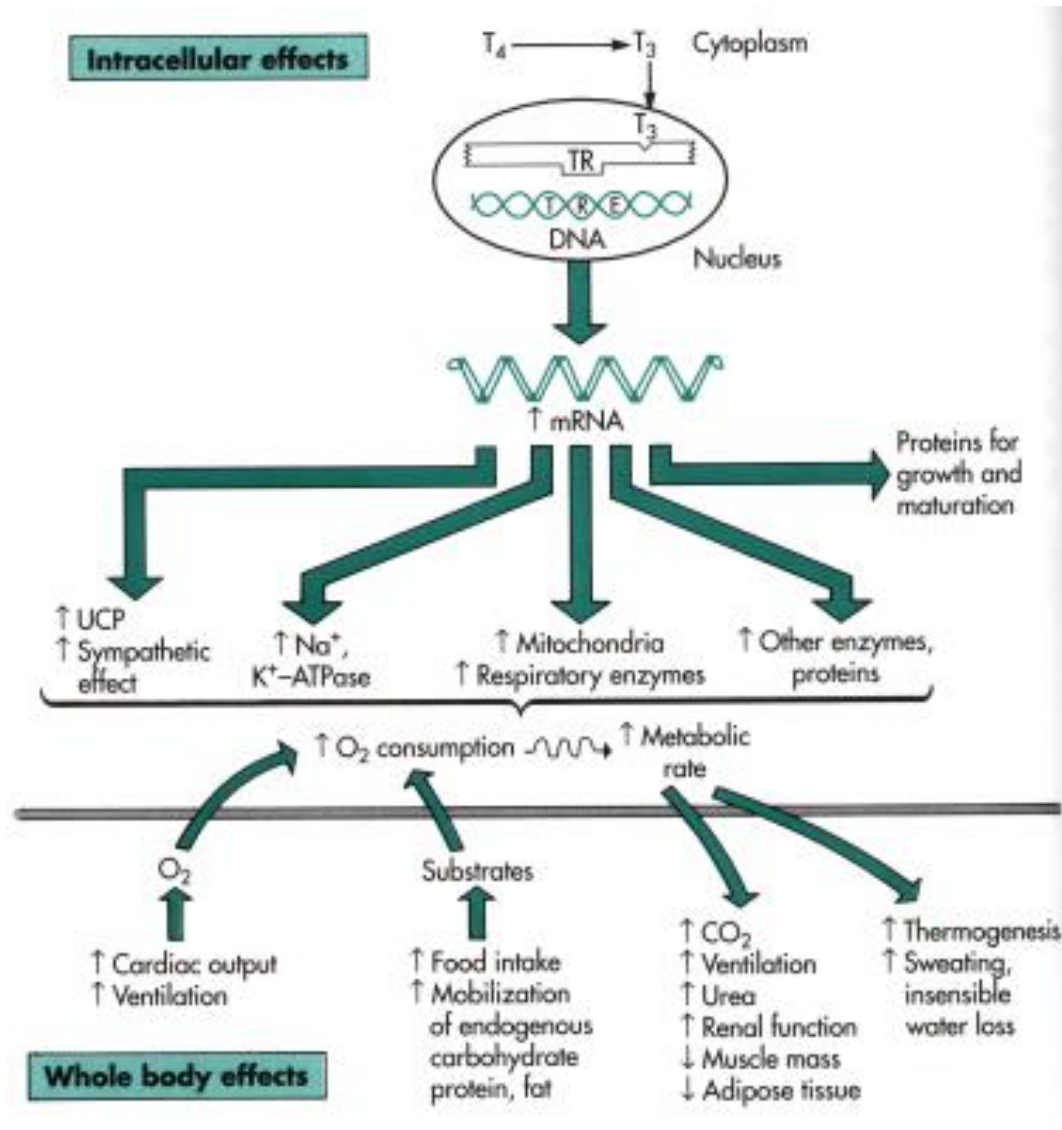 Intracellular effects
T₄ → T₃ Cytoplasm
T₃
TR
T R E
DNA
Nucleus
↑ mRNA
Proteins for
growth and
maturation
↑ UCP
↑ Sympathetic
effect
↑ Na⁺,
K⁺–ATPase
↑ Mitochondria
↑ Respiratory enzymes
↑ Other enzymes,
proteins
↑ O₂ consumption
↑ Metabolic
rate
O₂
↑ Cardiac output
↑ Ventilation
Substrates
↑ Food intake
↑ Mobilization
of endogenous
carbohydrate
protein, fat
↑ CO₂
↑ Ventilation
↑ Urea
↑ Renal function
↓ Muscle mass
↓ Adipose tissue
↑ Thermogenesis
↑ Sweating,
insensible
water loss
Whole body effects